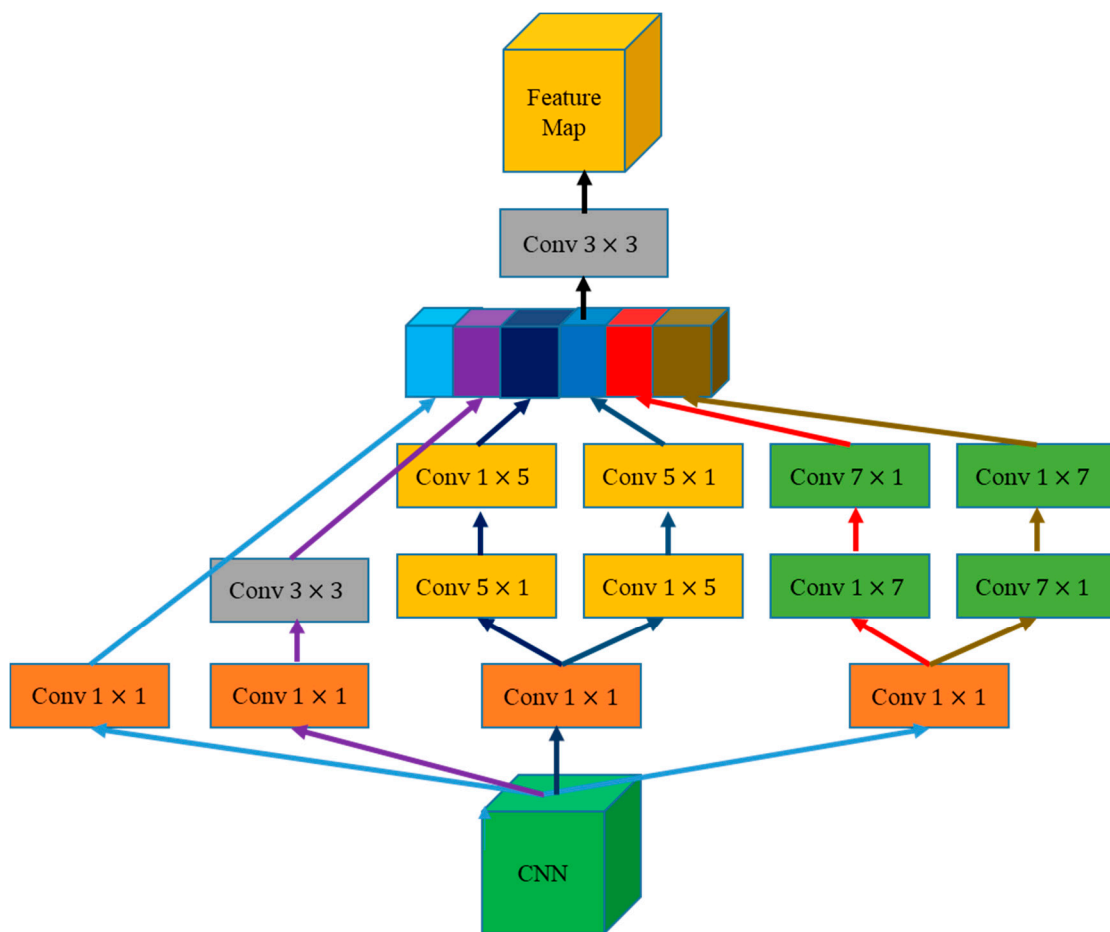 Feature
Map
Conv 3 × 3
Conv 1 × 5
Conv 5 × 1
Conv 7 × 1
Conv 1 × 7
Conv 3 × 3
Conv 5 × 1
Conv 1 × 5
Conv 1 × 7
Conv 7 × 1
Conv 1 × 1
Conv 1 × 1
Conv 1 × 1
Conv 1 × 1
CNN